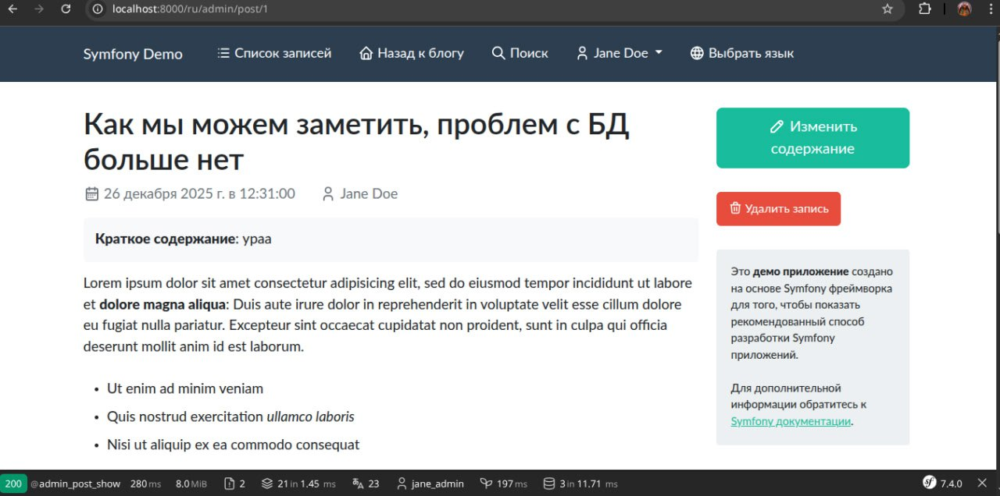 localhost:8000/ru/admin/post/1
Symfony Demo Список записей Назад к блогу Поиск Jane Doe Выбрать язык
Как мы можем заметить, проблем с БД
больше нет
26 декабря 2025 г. в 12:31:00 Jane Doe
Краткое содержание: ураа
Lorem ipsum dolor sit amet consectetur adipisicing elit, sed do eiusmod tempor incididunt ut labore
et dolore magna aliqua: Duis aute irure dolor in reprehenderit in voluptate velit esse cillum dolore
eu fugiat nulla pariatur. Excepteur sint occaecat cupidatat non proident, sunt in culpa qui officia
deserunt mollit anim id est laborum.
• Ut enim ad minim veniam
• Quis nostrud exercitation ullamco laboris
• Nisi ut aliquip ex ea commodo consequat
Изменить
содержание
Удалить запись
Это демо приложение создано
на основе Symfony фреймворка
для того, чтобы показать
рекомендованный способ
разработки Symfony
приложений.
Для дополнительной
информации обратитесь к
Symfony документации.
200 @admin_post_show 280 ms 8.0 MiB 2 21 in 1.45 ms 23 jane_admin 197 ms 3 in 11.71 ms sf 7.4.0